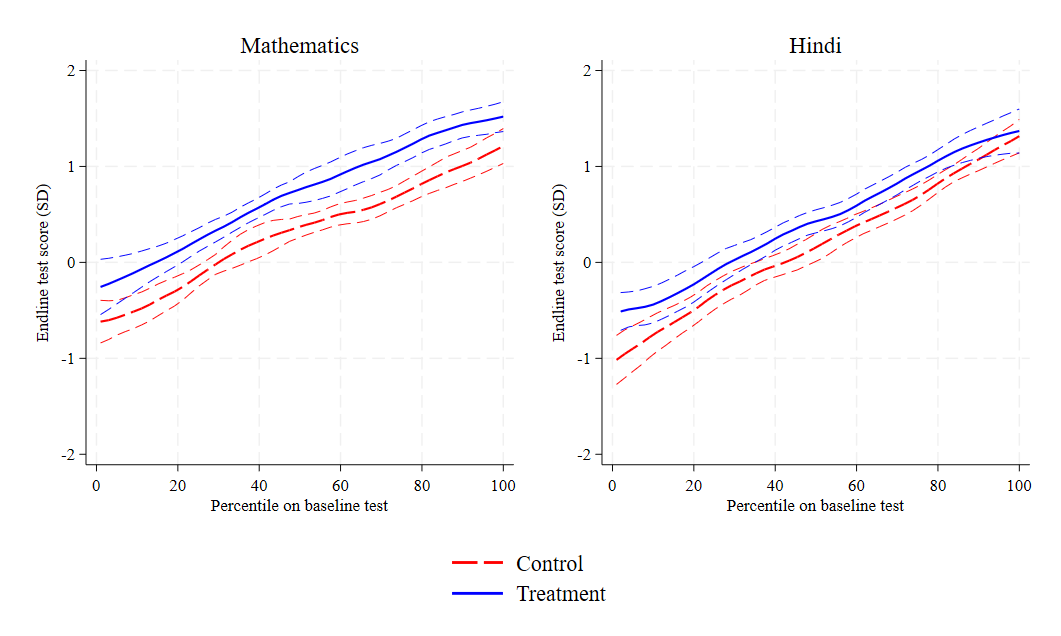 Mathematics
Endline test score (SD)
2
1
0
-1
-2
0 20 40 60 80 100
Percentile on baseline test
Hindi
Endline test score (SD)
2
1
0
-1
-2
0 20 40 60 80 100
Percentile on baseline test
Control
Treatment